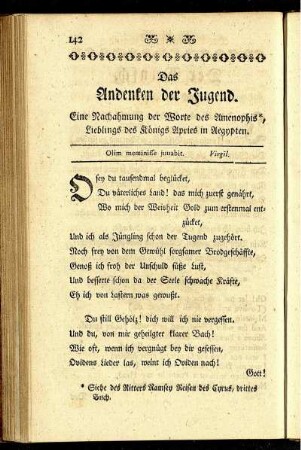 142
Das
Andenken der Jugend.
Eine Nachahmung der Worte des Amenophis*,
Lieblings des Königs Apries in Aegypten.
Olim meminisse juvabit. Virgil.
O sey du tausendmal beglücket,
Du väterliches Land! das mich zuerst genährt,
Wo mich der Weisheit Gold zum erstenmal ent-
zücket,
Und ich als Jüngling schon der Tugend zugehört.
Noch frey von dem Gewühl sorgsamer Brodgeschäffte,
Genoß ich froh der Unschuld süße Lust,
Und besserte schon da der Seele schwache Kräfte,
Eh ich von Lastern was gewußt.
Du still Gehölz! dich will ich nie vergessen.
Und du, von mir geheiligter klarer Bach!
Wie oft, wenn ich vergnügt bey dir gesessen,
Ovidens Lieder las, weint ich Oviden nach!
Gott!
* Siehe des Ritters Ramsey Reisen des Cyrus, drittes
Buch.